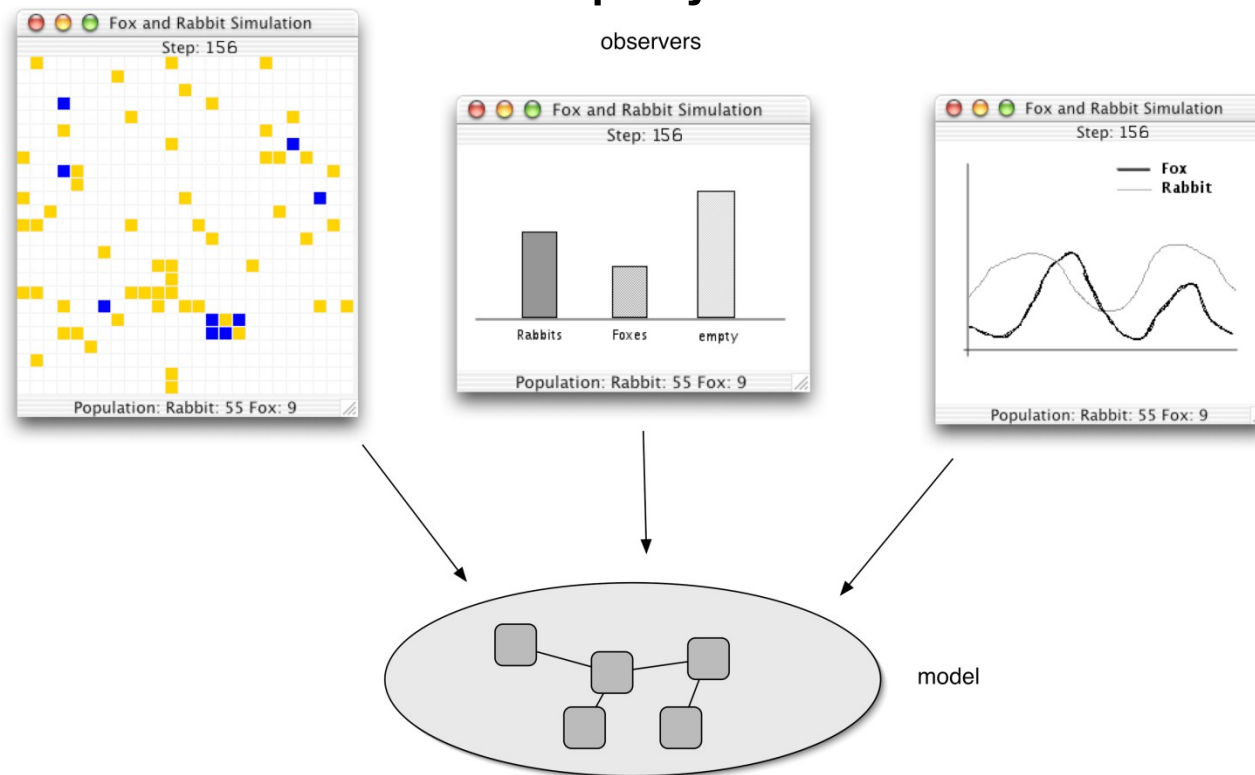 observers
Fox and Rabbit Simulation
Step: 156
Population: Rabbit: 55 Fox: 9
Fox and Rabbit Simulation
Step: 156
Rabbits
Foxes
empty
Population: Rabbit: 55 Fox: 9
Fox and Rabbit Simulation
Step: 156
Fox
Rabbit
Population: Rabbit: 55 Fox: 9
model